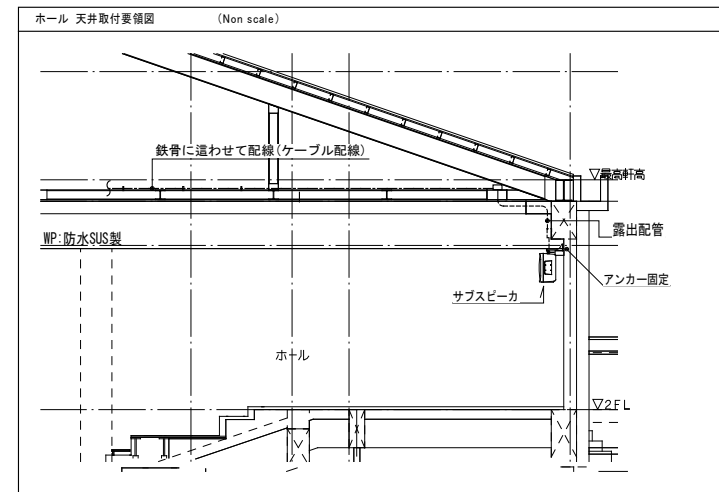 ホール 天井取付要領図 (Non scale)
鉄骨に這わせて配線(ケーブル配線)
▽最高軒高
露出配管
WP:防水SUS製
アンカー固定
サブスピーカ
ホール
▽2FL